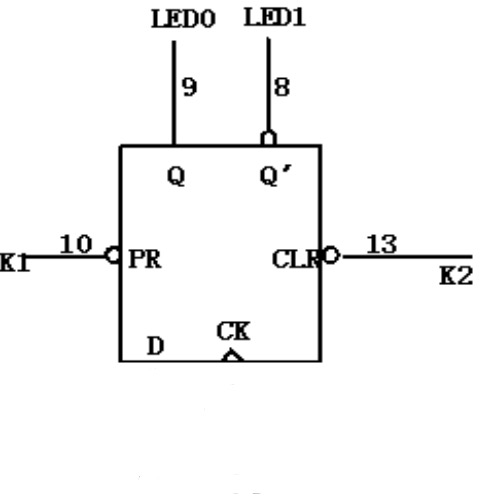 LED0 LED1
9 8
Q Q′
10 13
K1 PR CLR
K2
CK
D